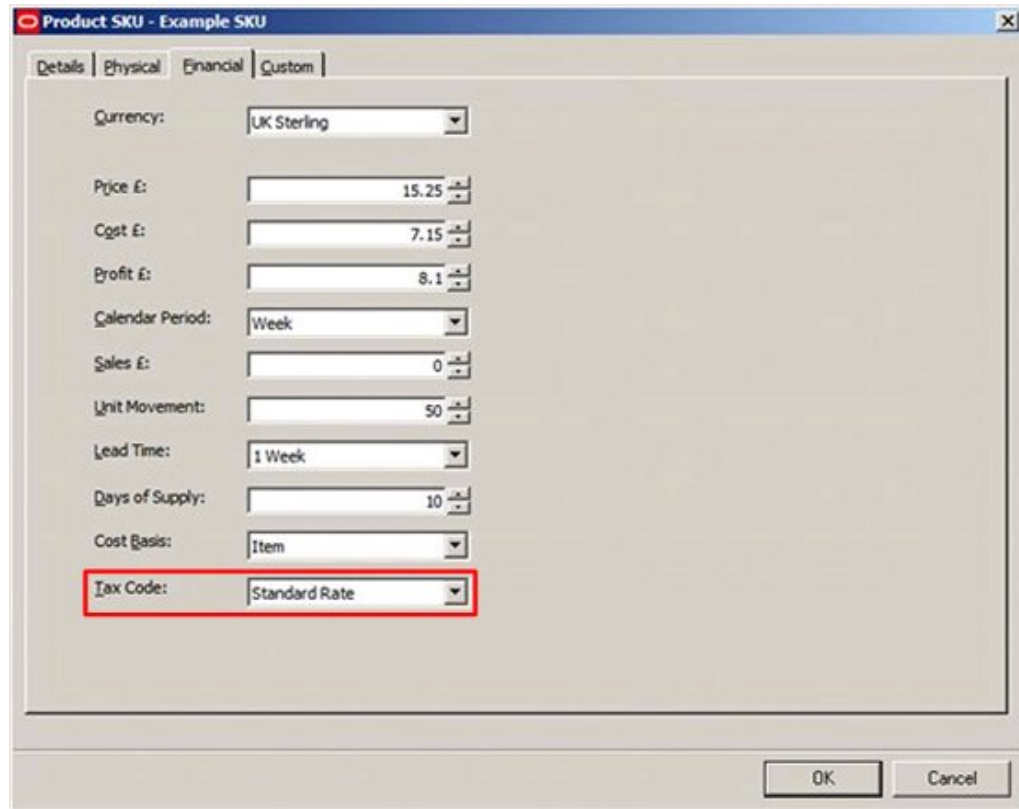 Product SKU - Example SKU
Details Physical Financial Custom
Currency: UK Sterling
Price £: 15.25
Cost £: 7.15
Profit £: 8.1
Calendar Period: Week
Sales £: 0
Unit Movement: 50
Lead Time: 1 Week
Days of Supply: 10
Cost Basis: Item
Tax Code: Standard Rate
OK Cancel